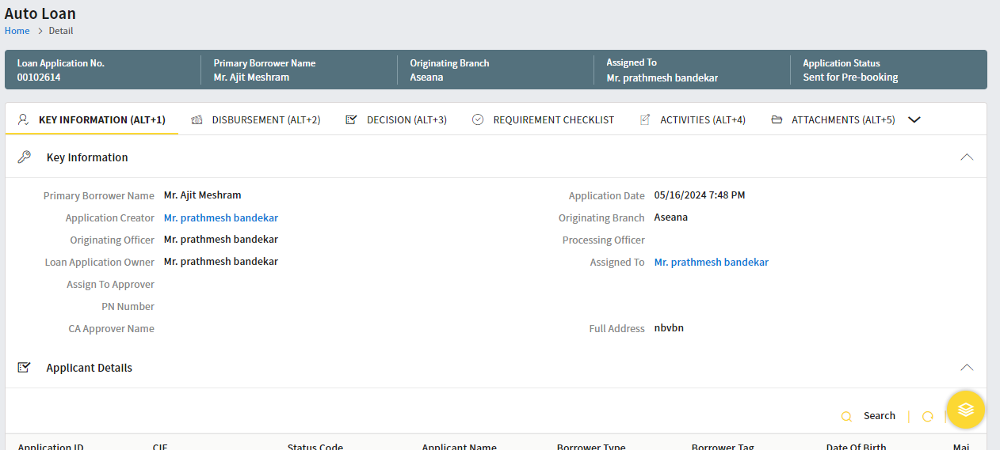 Auto Loan
Home > Detail
Loan Application No. Primary Borrower Name Originating Branch Assigned To Application Status
00102614 Mr. Ajit Meshram Aseana Mr. prathmesh bandekar Sent for Pre-booking
KEY INFORMATION (ALT+1) DISBURSEMENT (ALT+2) DECISION (ALT+3) REQUIREMENT CHECKLIST ACTIVITIES (ALT+4) ATTACHMENTS (ALT+5)
Key Information
Primary Borrower Name Mr. Ajit Meshram Application Date 05/16/2024 7:48 PM
Application Creator Mr. prathmesh bandekar Originating Branch Aseana
Originating Officer Mr. prathmesh bandekar Processing Officer
Loan Application Owner Mr. prathmesh bandekar Assigned To Mr. prathmesh bandekar
Assign To Approver
PN Number
CA Approver Name Full Address nbvbn
Applicant Details
Search
Application ID CIF Status Code Applicant Name Borrower Type Borrower Tag Date Of Birth Mai